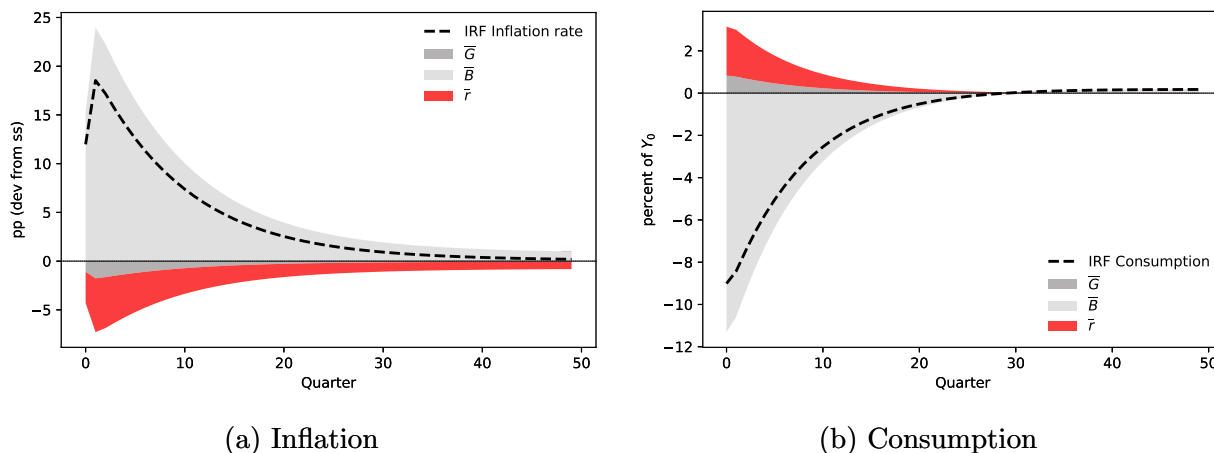 25
20
15
10
5
0
−5
pp (dev from ss)
IRF Inflation rate
G̅
B̅
r̄
0 10 20 30 40 50
Quarter
(a) Inflation
2
0
−2
−4
−6
−8
−10
−12
percent of Y₀
IRF Consumption
G̅
B̅
r̄
0 10 20 30 40 50
Quarter
(b) Consumption